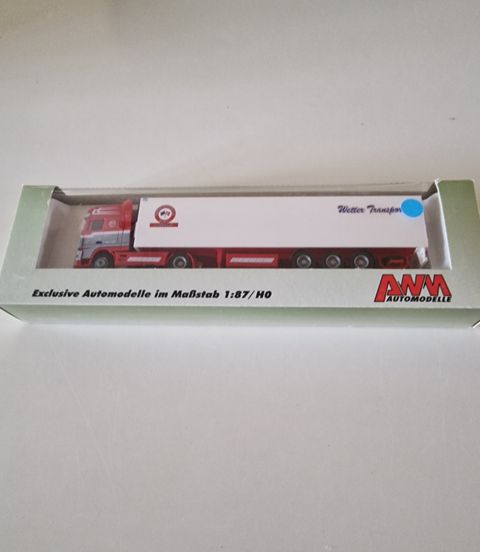 Wetter Transpor
Exclusive Automodelle im Maßstab 1:87/H0
AWM
AUTOMODELLE